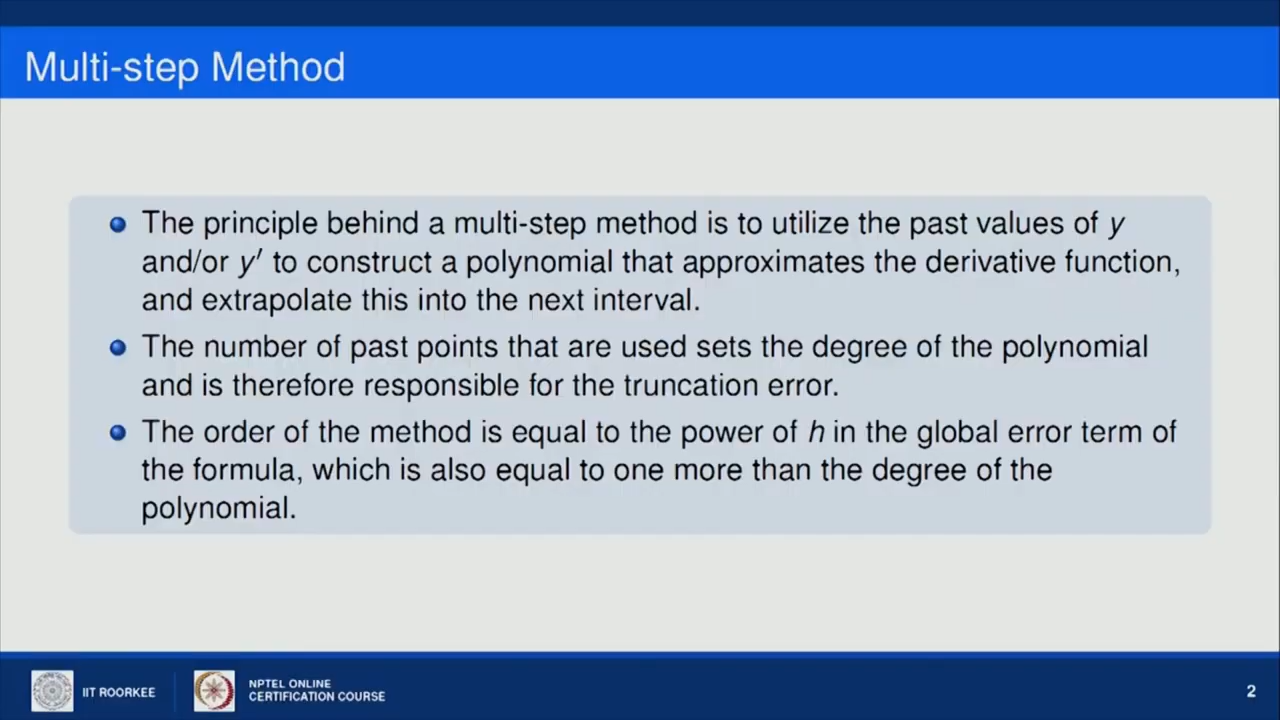 Multi-step Method
The principle behind a multi-step method is to utilize the past values of y
and/or y′ to construct a polynomial that approximates the derivative function,
and extrapolate this into the next interval.
The number of past points that are used sets the degree of the polynomial
and is therefore responsible for the truncation error.
The order of the method is equal to the power of h in the global error term of
the formula, which is also equal to one more than the degree of the
polynomial.
IIT ROORKEE
NPTEL ONLINE
CERTIFICATION COURSE
2